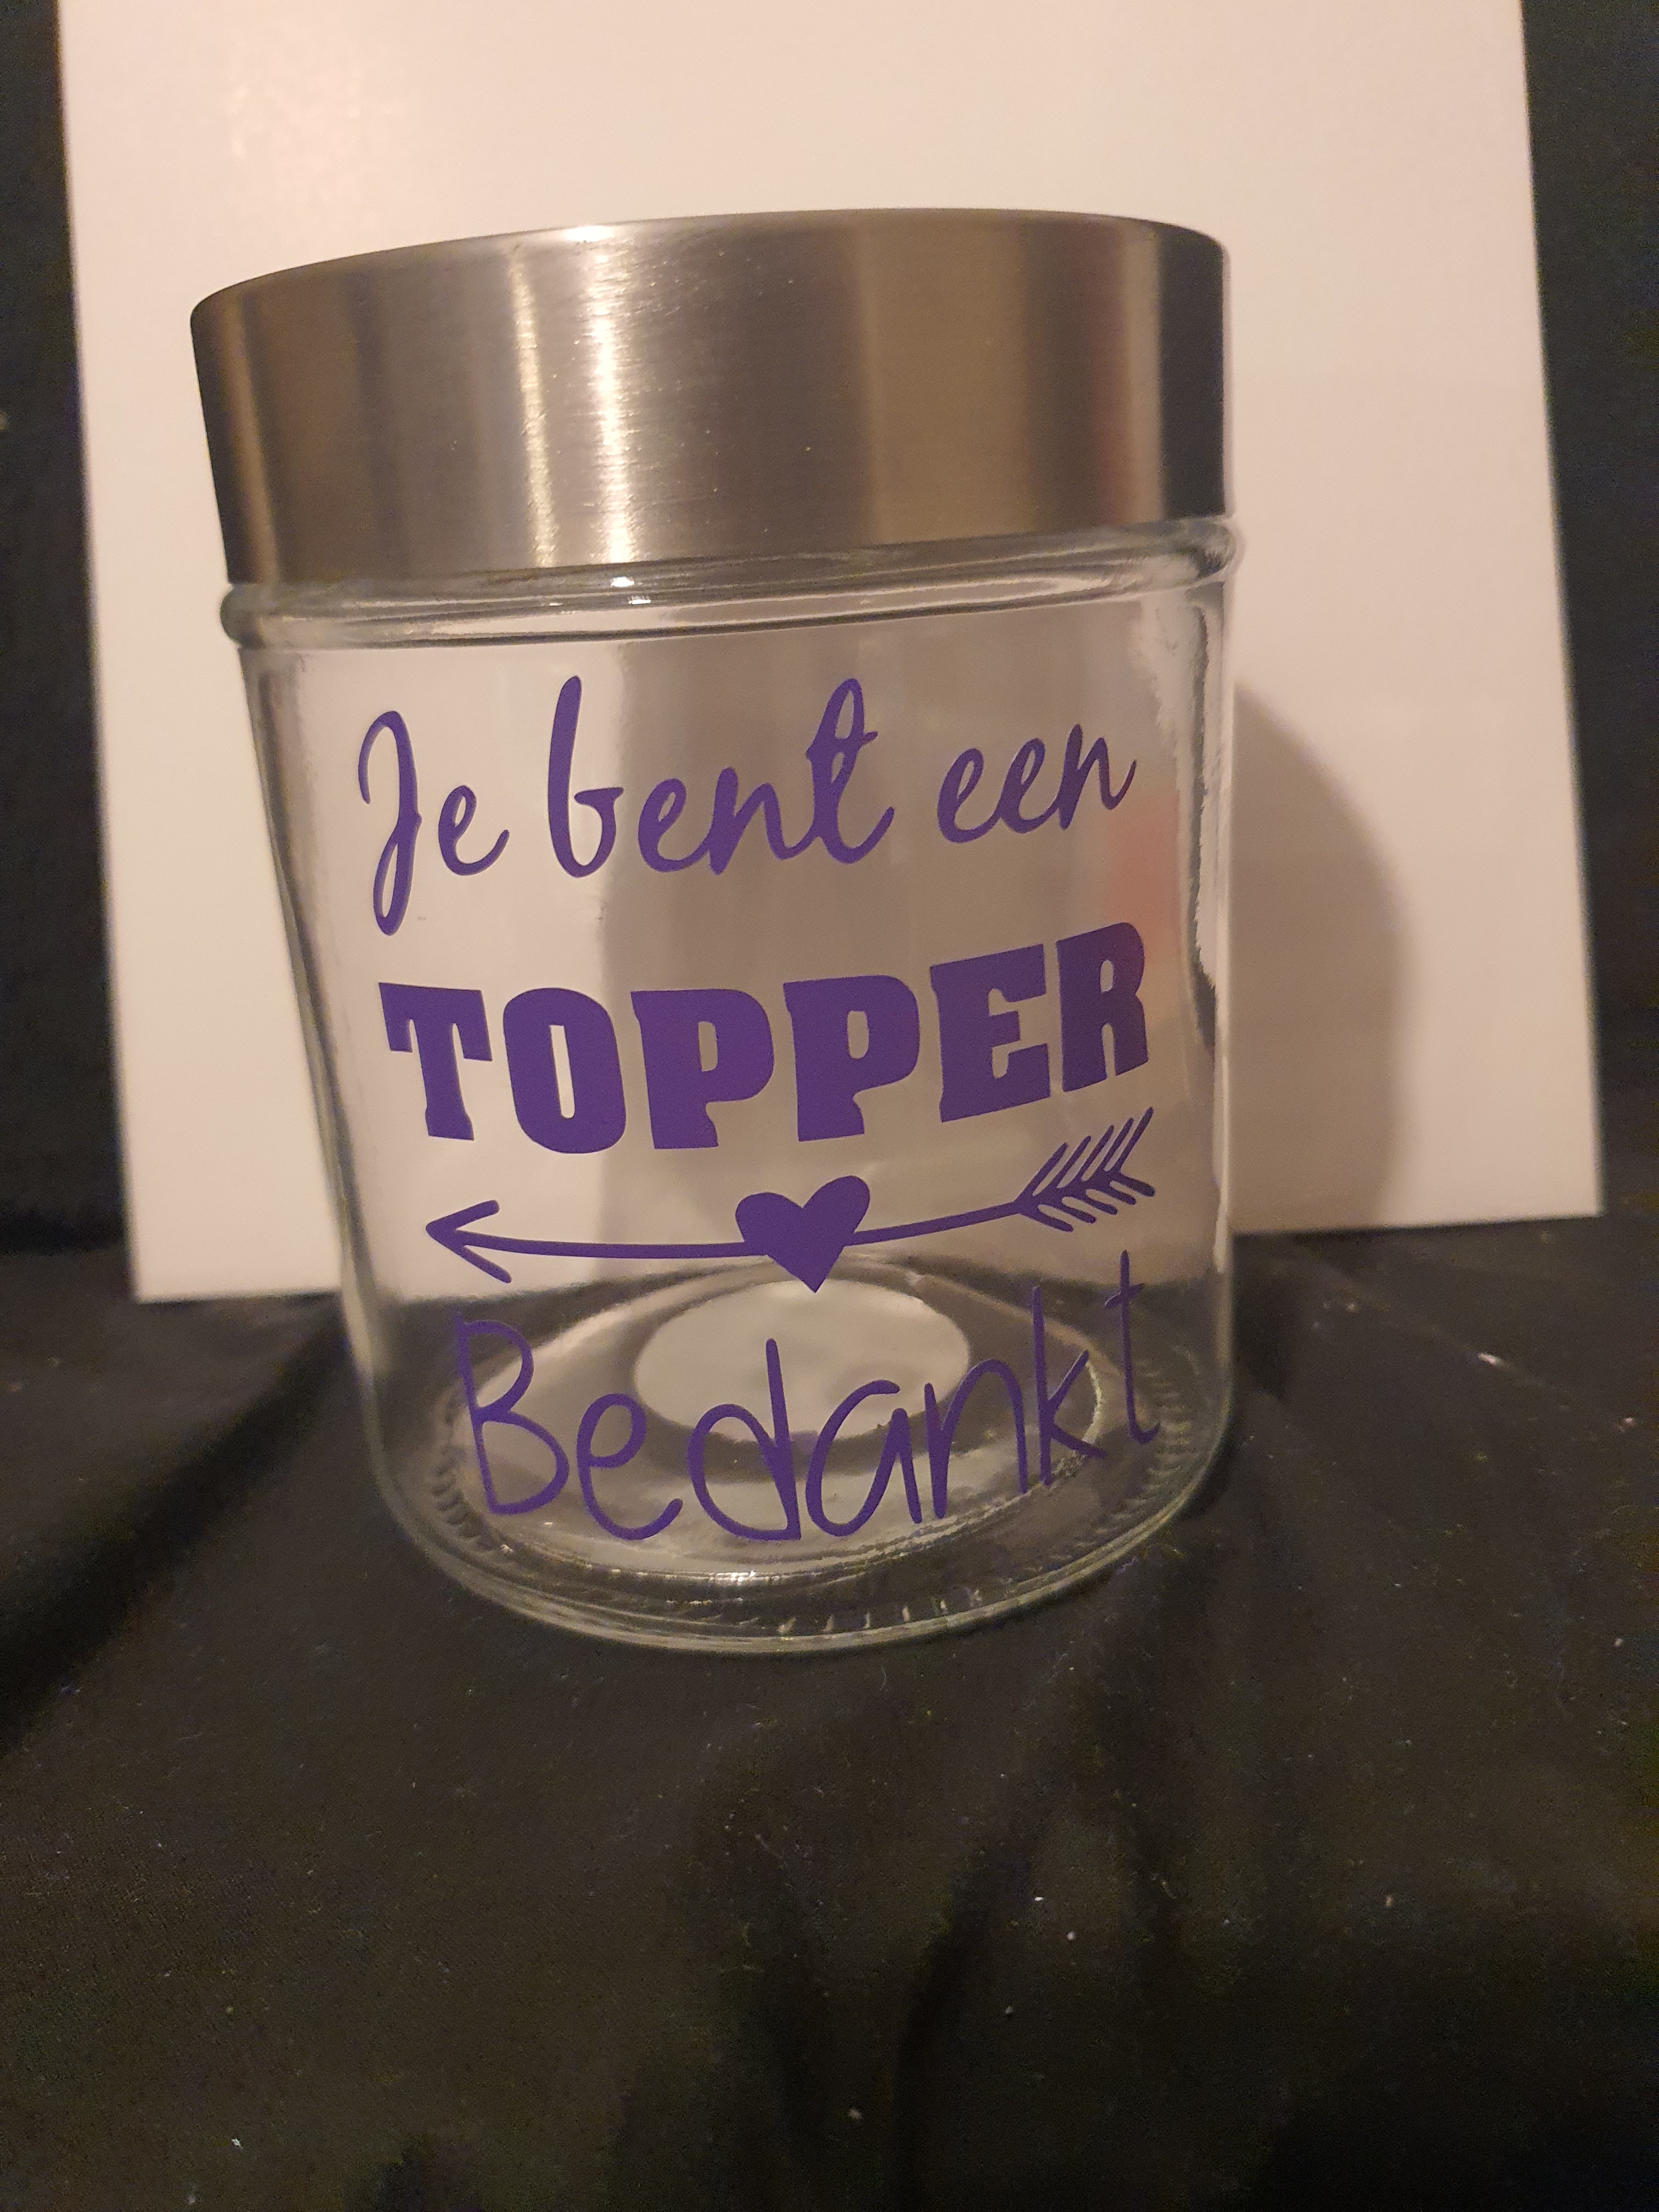 Je bent een
TOPPER
Bedankt